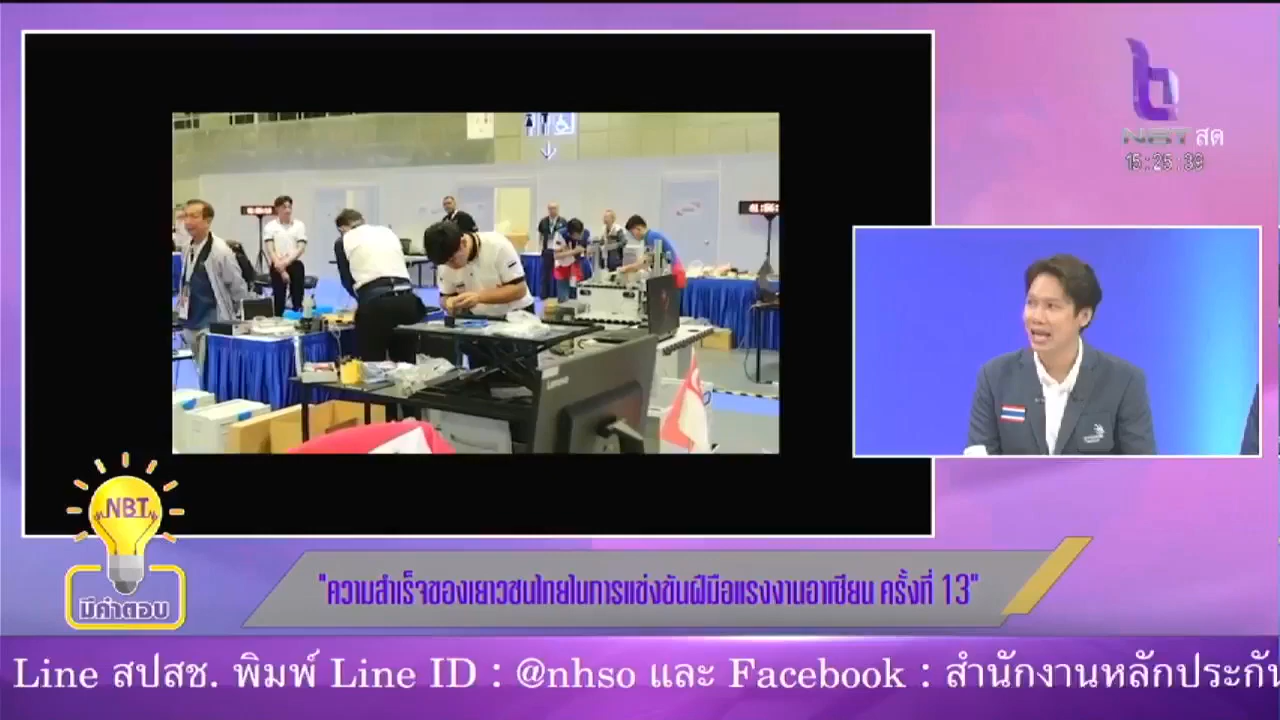 NBT สด
15:25:33
Lenovo
NBT
มีคำตอบ
"ความสำเร็จของเยาวชนไทยในการแข่งขันฝีมือแรงงานอาเซียน ครั้งที่ 13"
Line สปสช. พิมพ์ Line ID : @nhso และ Facebook : สำนักงานหลักประกัน